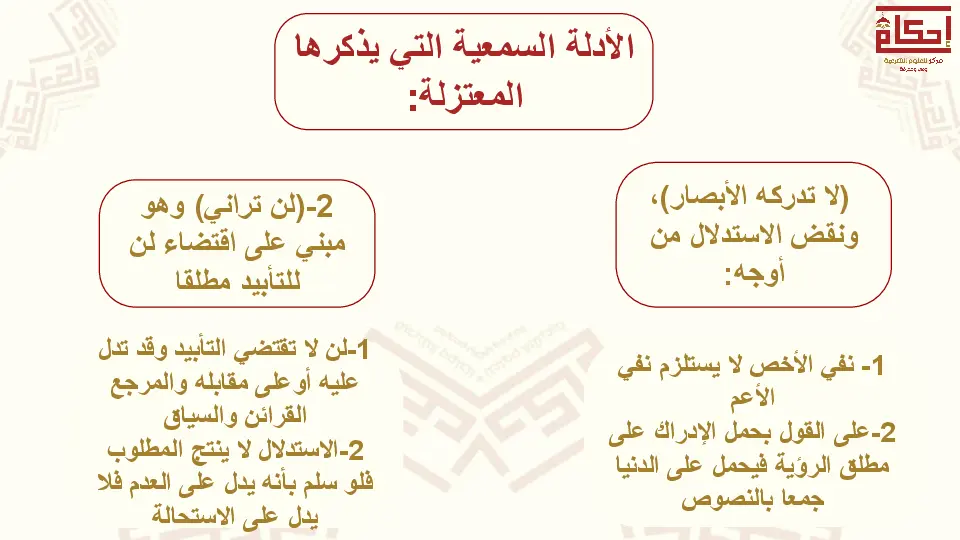 إحكام
مركز للعلوم الشرعية
وعي ومعرفة
الأدلة السمعية التي يذكرها
المعتزلة:
(لا تدركه الأبصار)،
ونقض الاستدلال من
أوجه:
1- نفي الأخص لا يستلزم نفي
الأعم
2-على القول بحمل الإدراك على
مطلق الرؤية فيحمل على الدنيا
جمعا بالنصوص
2-(لن تراني) وهو
مبني على اقتضاء لن
للتأبيد مطلقا
1-لن لا تقتضي التأبيد وقد تدل
عليه أوعلى مقابله والمرجع
القرائن والسياق
2-الاستدلال لا ينتج المطلوب
فلو سلم بأنه يدل على العدم فلا
يدل على الاستحالة